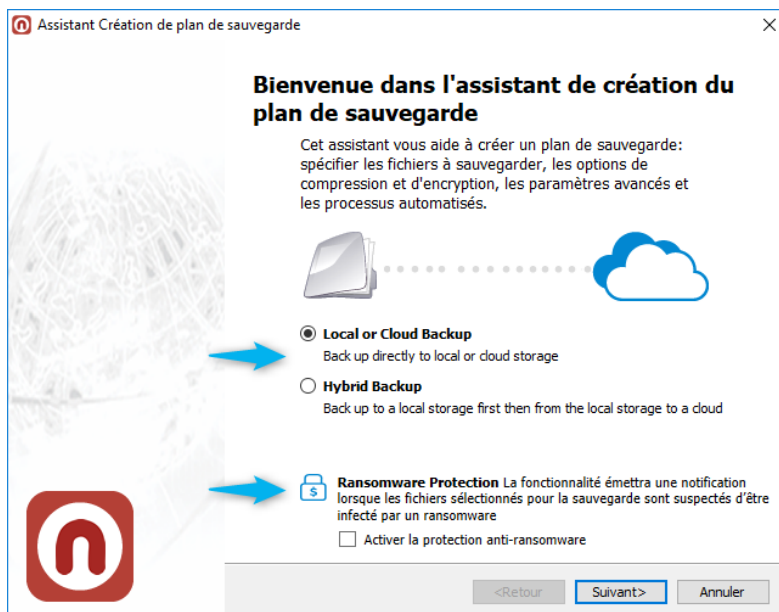 Assistant Création de plan de sauvegarde
Bienvenue dans l'assistant de création du
plan de sauvegarde
Cet assistant vous aide à créer un plan de sauvegarde:
spécifier les fichiers à sauvegarder, les options de
compression et d'encryption, les paramètres avancés et
les processus automatisés.
Local or Cloud Backup
Back up directly to local or cloud storage
Hybrid Backup
Back up to a local storage first then from the local storage to a cloud
Ransomware Protection La fonctionnalité émettra une notification
lorsque les fichiers sélectionnés pour la sauvegarde sont suspectés d'être
infecté par un ransomware
Activer la protection anti-ransomware
<Retour
Suivant>
Annuler